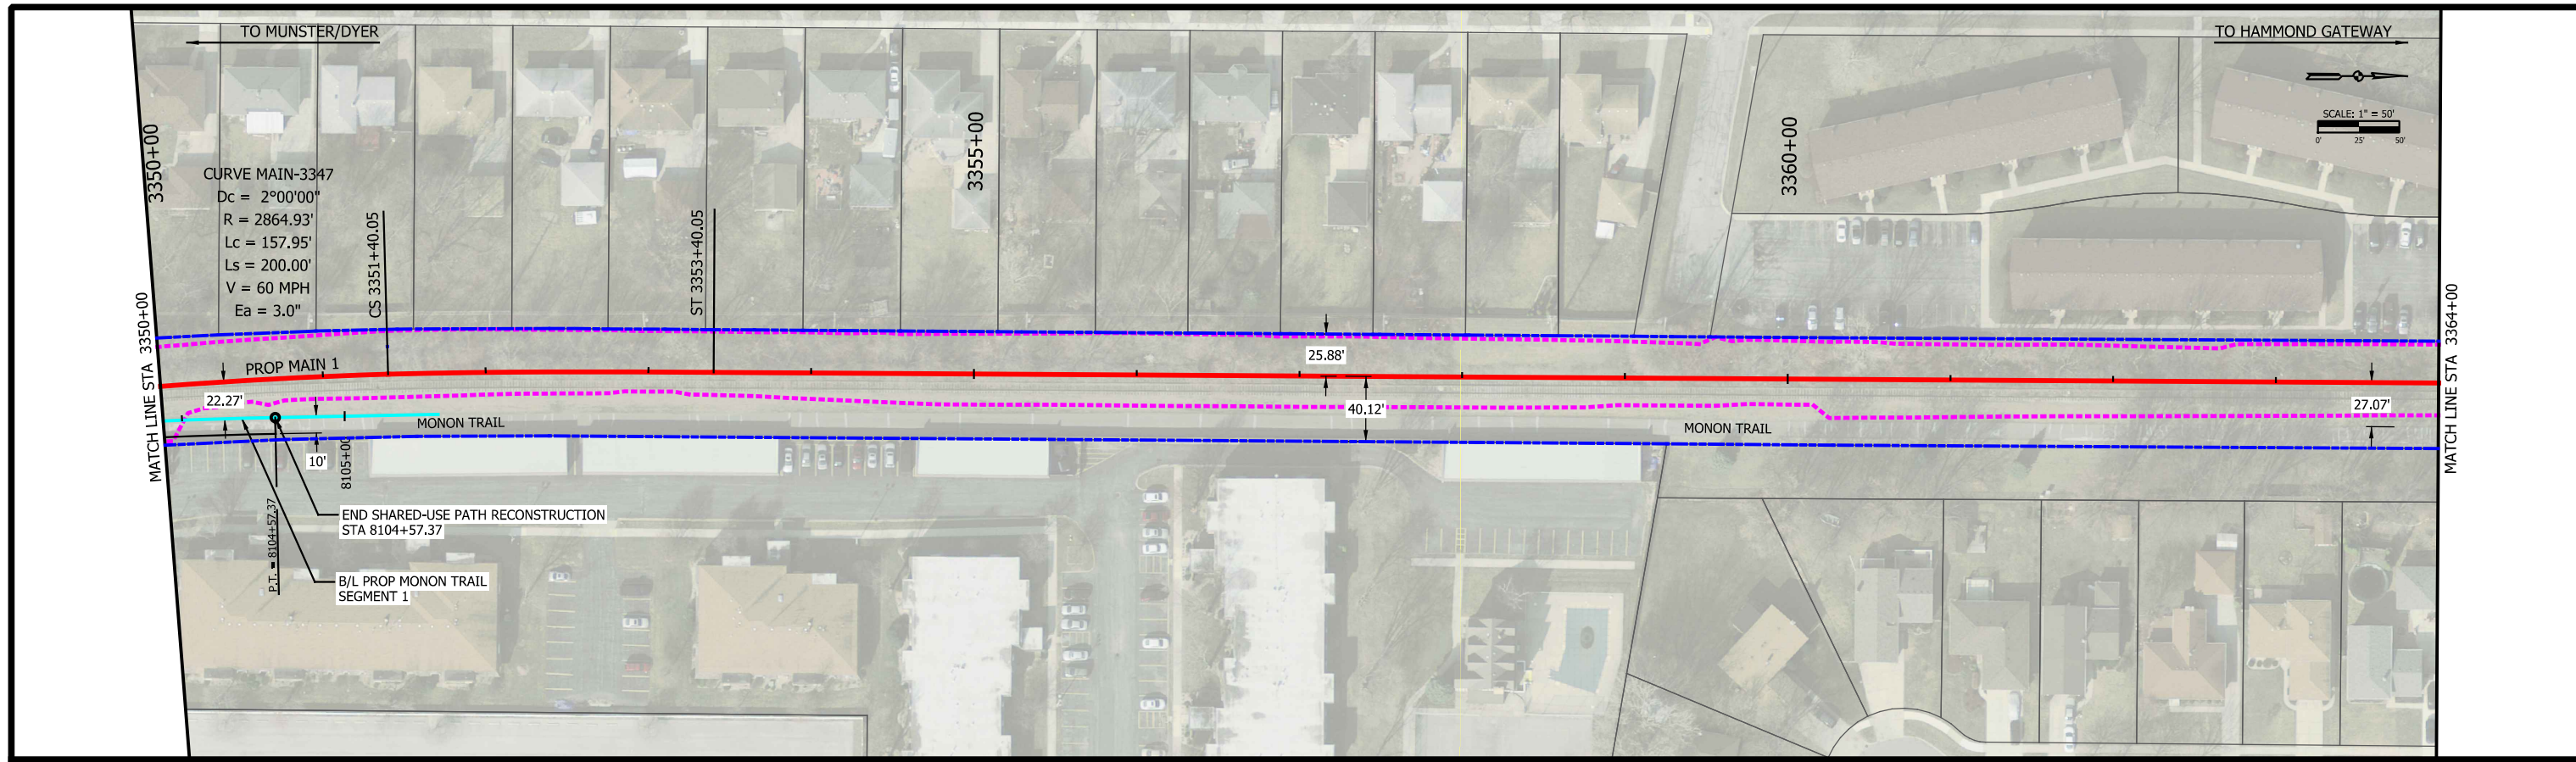 TO MUNSTER/DYER
TO HAMMOND GATEWAY
SCALE: 1" = 50'
0' 25' 50'
3350+00
3355+00
3360+00
CURVE MAIN-3347
Dc = 2°00'00"
R = 2864.93'
Lc = 157.95'
Ls = 200.00'
V = 60 MPH
Ea = 3.0"
CS 3351+40.05
ST 3353+40.05
MATCH LINE STA 3350+00
MATCH LINE STA 3364+00
PROP MAIN 1
25.88'
22.27'
40.12'
27.07'
MONON TRAIL
MONON TRAIL
10'
8105+00
P.T. = 8104+57.37
END SHARED-USE PATH RECONSTRUCTION
STA 8104+57.37
B/L PROP MONON TRAIL
SEGMENT 1